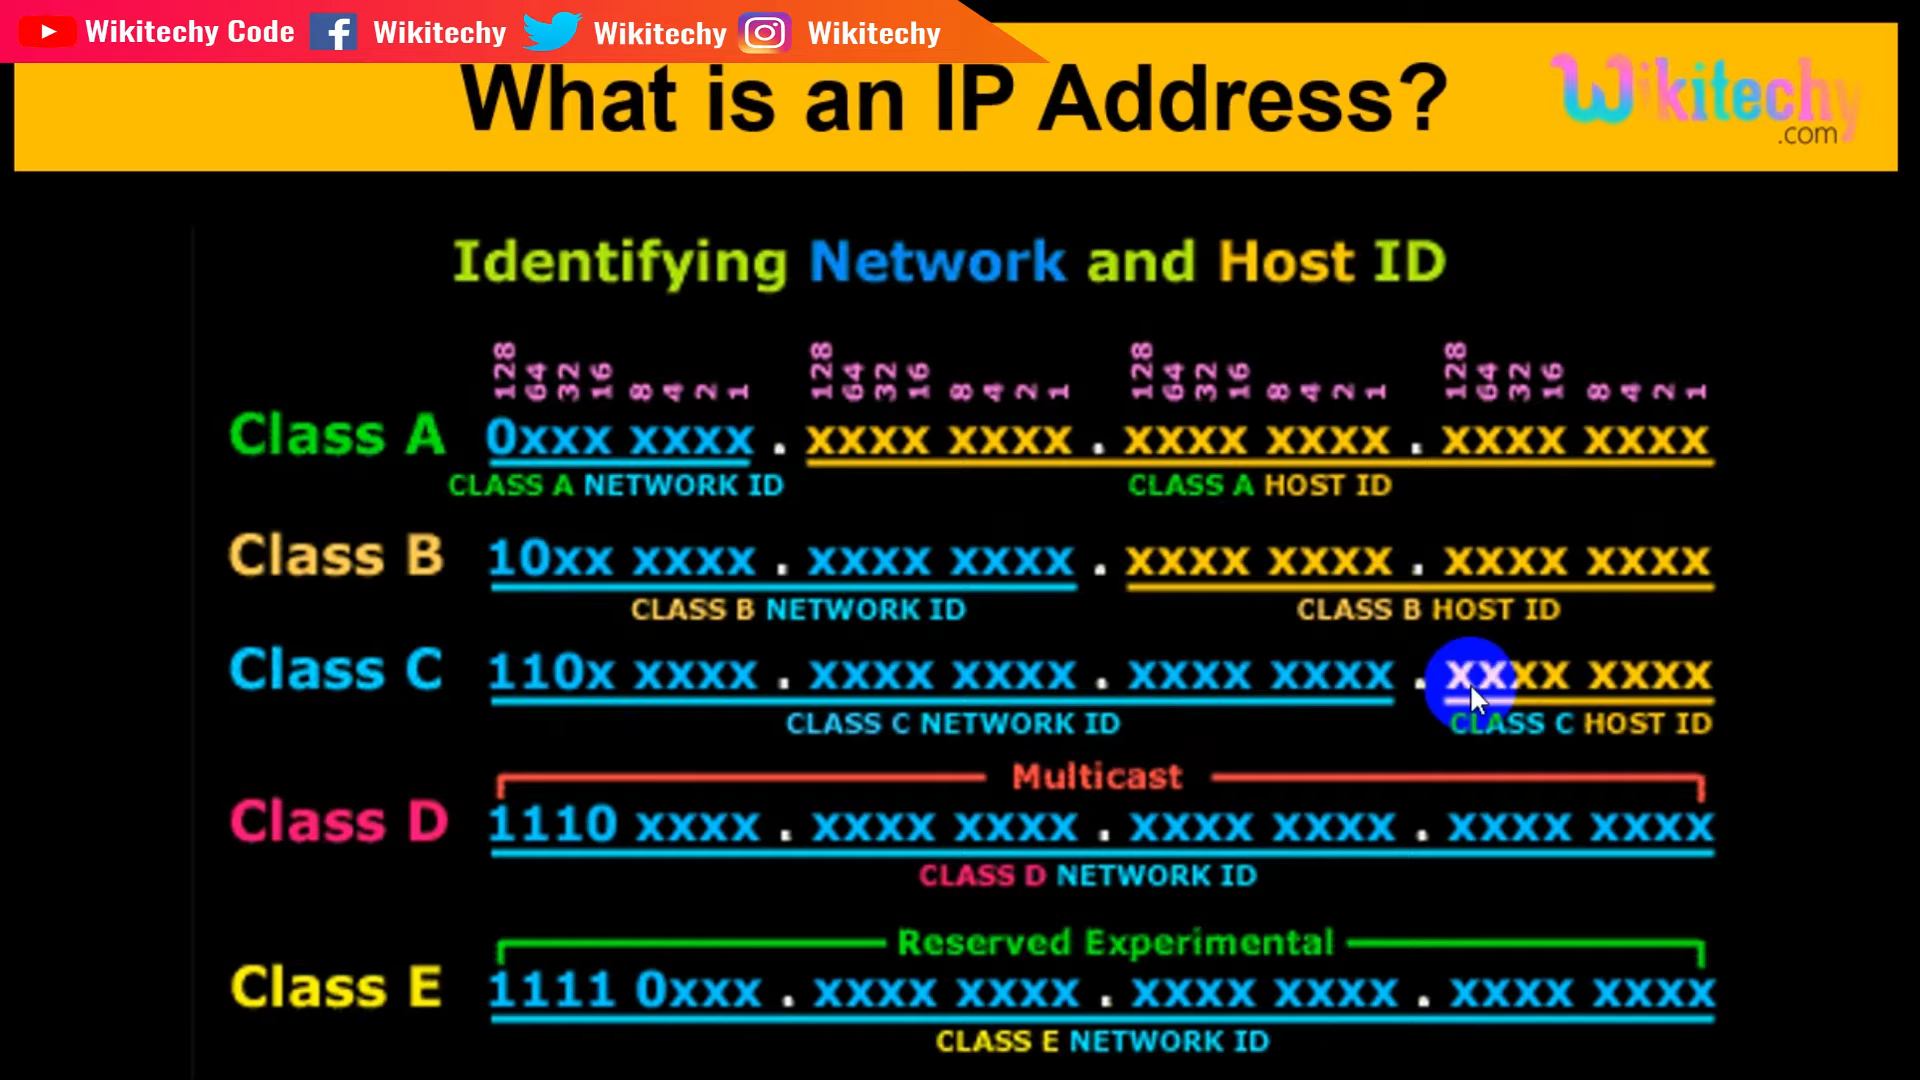 Wikitechy Code Wikitechy Wikitechy Wikitechy
What is an IP Address?
Wikitechy
.com
Identifying Network and Host ID
128 64 32 16 8 4 2 1 128 64 32 16 8 4 2 1 128 64 32 16 8 4 2 1 128 64 32 16 8 4 2 1
Class A 0xxx xxxx . xxxx xxxx . xxxx xxxx . xxxx xxxx
CLASS A NETWORK ID CLASS A HOST ID
Class B 10xx xxxx . xxxx xxxx . xxxx xxxx . xxxx xxxx
CLASS B NETWORK ID CLASS B HOST ID
Class C 110x xxxx . xxxx xxxx . xxxx xxxx . xxxx xxxx
CLASS C NETWORK ID CLASS C HOST ID
Multicast
Class D 1110 xxxx . xxxx xxxx . xxxx xxxx . xxxx xxxx
CLASS D NETWORK ID
Reserved Experimental
Class E 1111 0xxx . xxxx xxxx . xxxx xxxx . xxxx xxxx
CLASS E NETWORK ID